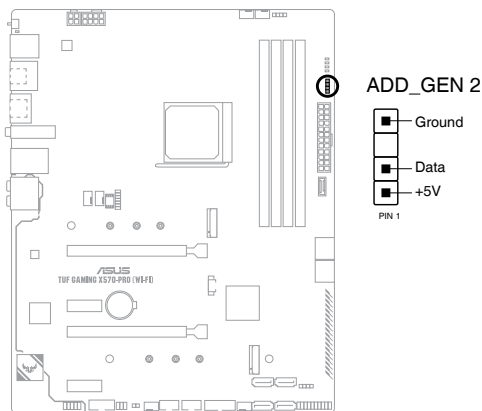 ADD_GEN 2
Ground
Data
+5V
PIN 1
ASUS
TUF GAMING X570-PRO (WI-FI)